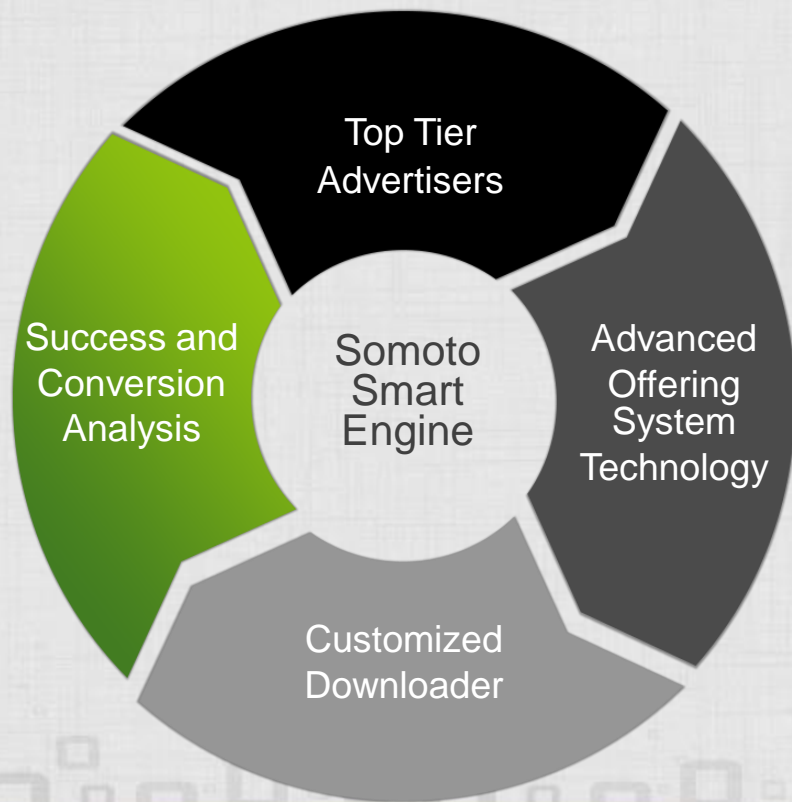 Top Tier
Advertisers
Success and
Conversion
Analysis
Somoto
Smart
Engine
Advanced
Offering
System
Technology
Customized
Downloader